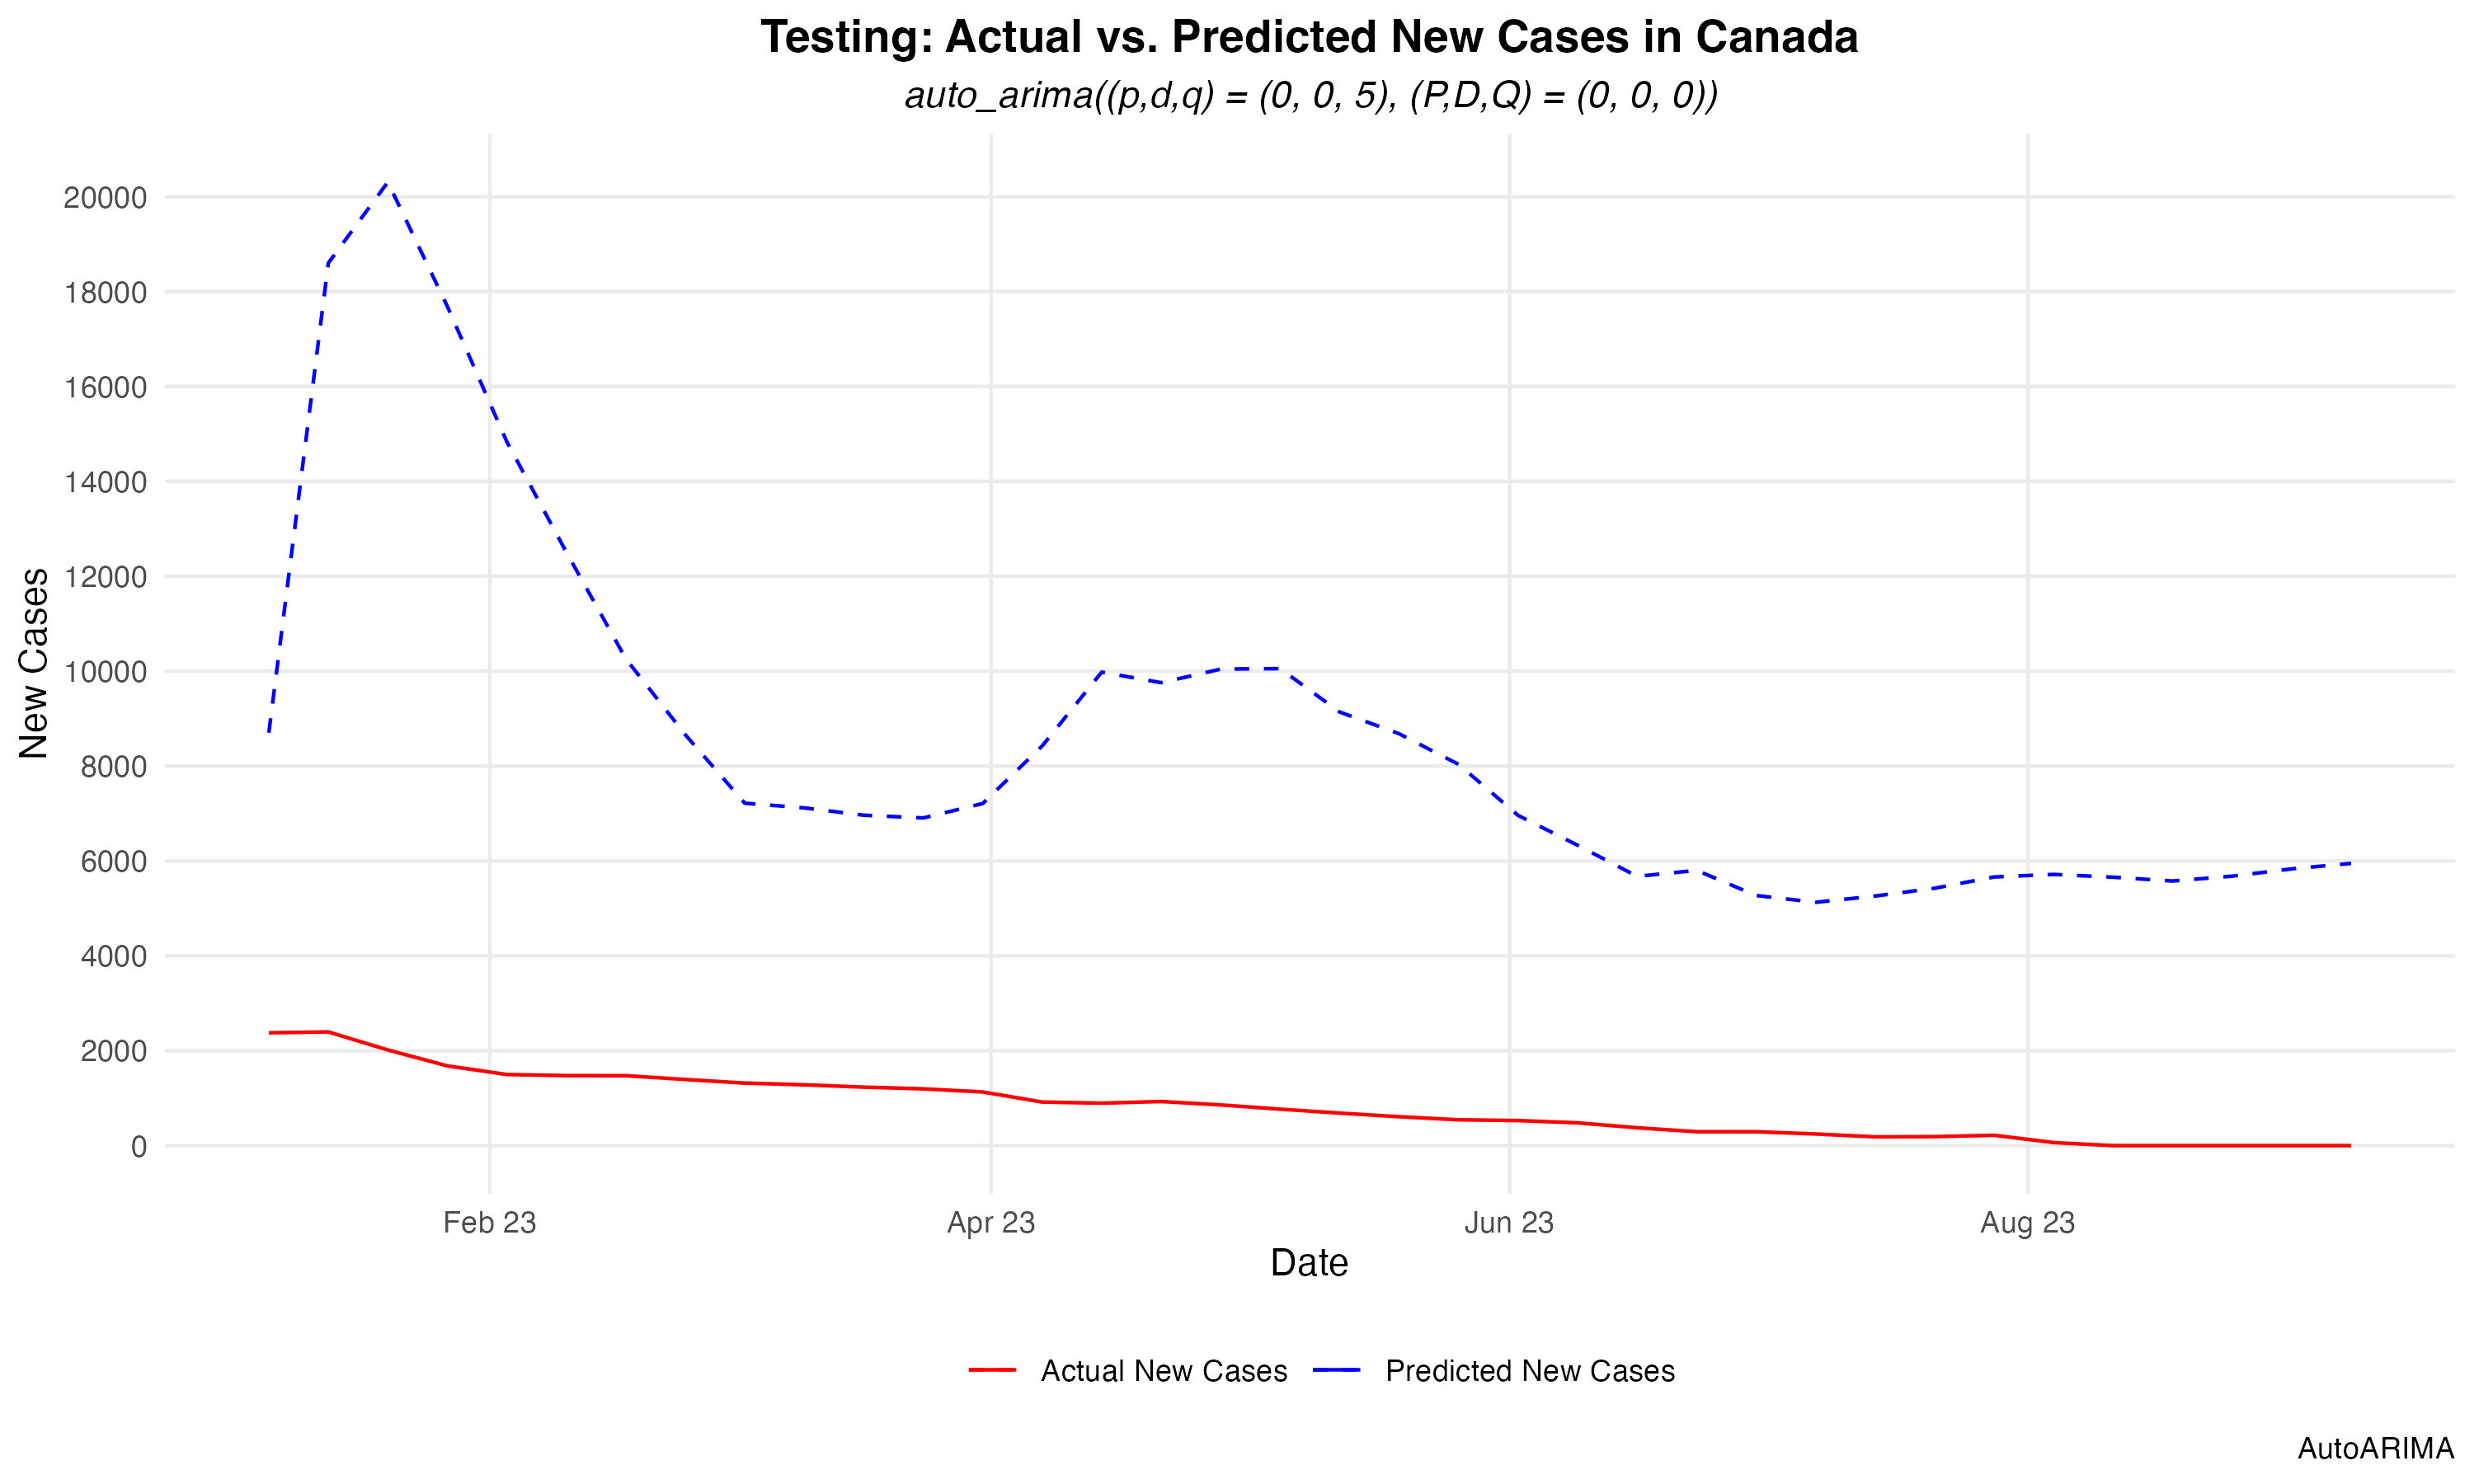 Testing: Actual vs. Predicted New Cases in Canada
auto_arima((p,d,q) = (0, 0, 5), (P,D,Q) = (0, 0, 0))
New Cases
20000
18000
16000
14000
12000
10000
8000
6000
4000
2000
0
Feb 23 Apr 23 Jun 23 Aug 23
Date
Actual New Cases Predicted New Cases
AutoARIMA